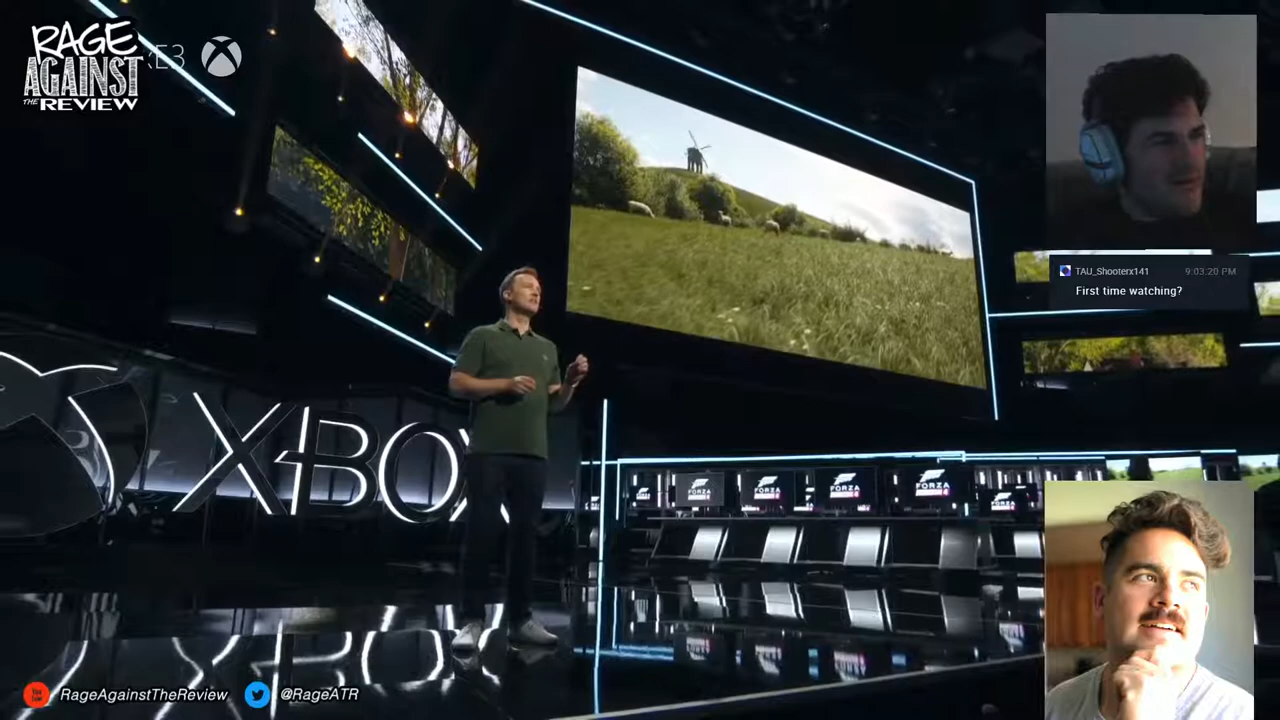 RAGE
AGAINST
THE REVIEW
E3
XBOX
TAU_Shooterx141
9:03:20 PM
First time watching?
FORZA
FORZA
FORZA
FORZA
FORZA
RageAgainstTheReview
@RageATR